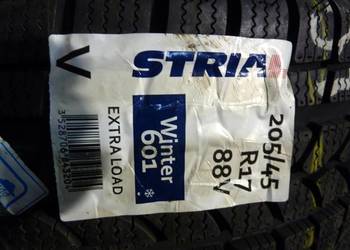 STRIAL
V
EXTRA LOAD
Winter
601
205/45
R17
88V